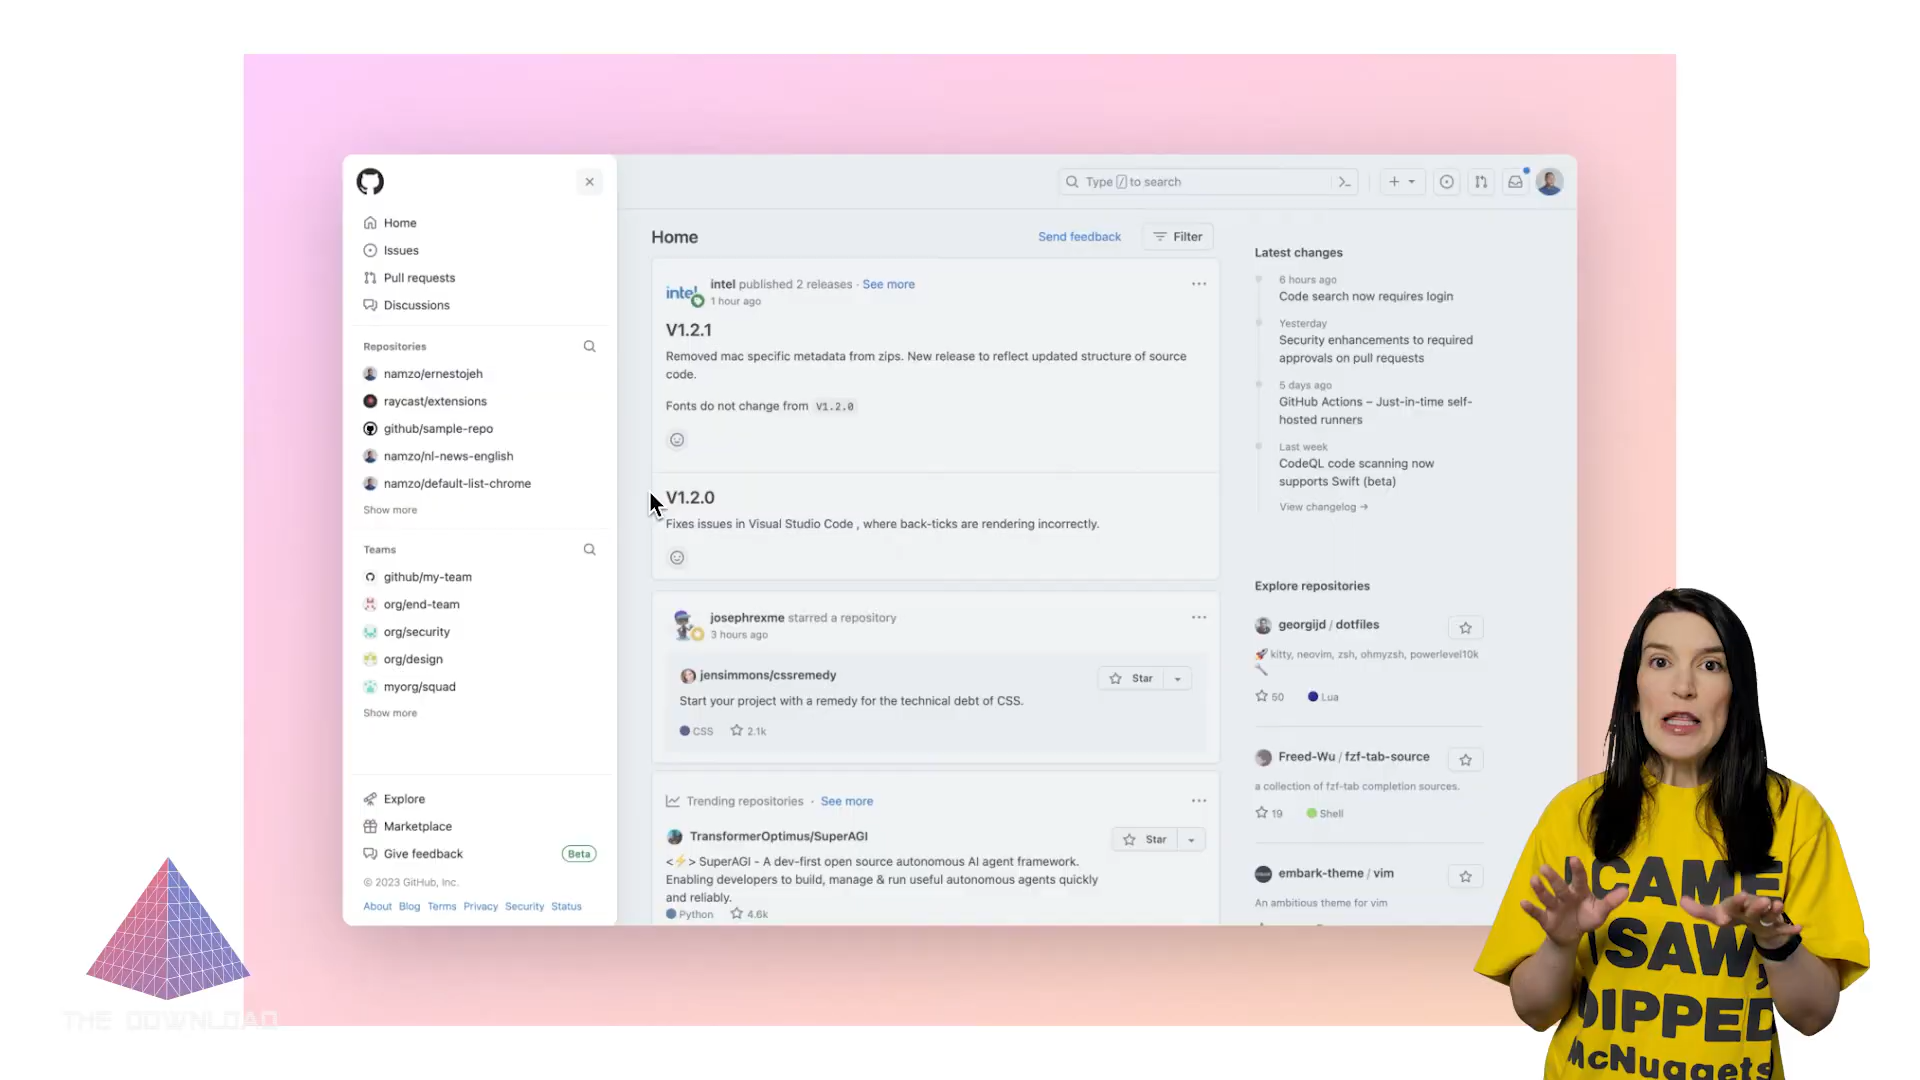 Type / to search
Home
Issues
Pull requests
Discussions
Repositories
namzo/ernestojeh
raycast/extensions
github/sample-repo
namzo/nl-news-english
namzo/default-list-chrome
Show more
Teams
github/my-team
org/end-team
org/security
org/design
myorg/squad
Show more
Explore
Marketplace
Give feedback Beta
© 2023 GitHub, Inc.
About Blog Terms Privacy Security Status
Home
Send feedback
Filter
intel
intel published 2 releases · See more
1 hour ago
V1.2.1
Removed mac specific metadata from zips. New release to reflect updated structure of source
code.
Fonts do not change from V1.2.0
V1.2.0
Fixes issues in Visual Studio Code , where back-ticks are rendering incorrectly.
josephrexme starred a repository
3 hours ago
jensimmons/cssremedy
Star
Start your project with a remedy for the technical debt of CSS.
CSS 2.1k
Trending repositories · See more
TransformerOptimus/SuperAGI
Star
<⚡> SuperAGI - A dev-first open source autonomous AI agent framework.
Enabling developers to build, manage & run useful autonomous agents quickly
and reliably.
Python 4.6k
Latest changes
6 hours ago
Code search now requires login
Yesterday
Security enhancements to required
approvals on pull requests
5 days ago
GitHub Actions – Just-in-time self-
hosted runners
Last week
CodeQL code scanning now
supports Swift (beta)
View changelog →
Explore repositories
georgijd / dotfiles
🚀 kitty, neovim, zsh, ohmyzsh, powerlevel10k
50 Lua
Freed-Wu / fzf-tab-source
a collection of fzf-tab completion sources.
19 Shell
embark-theme / vim
An ambitious theme for vim
I CAME
I SAW,
I DIPPED
McNuggets
THE DOWNLOAD